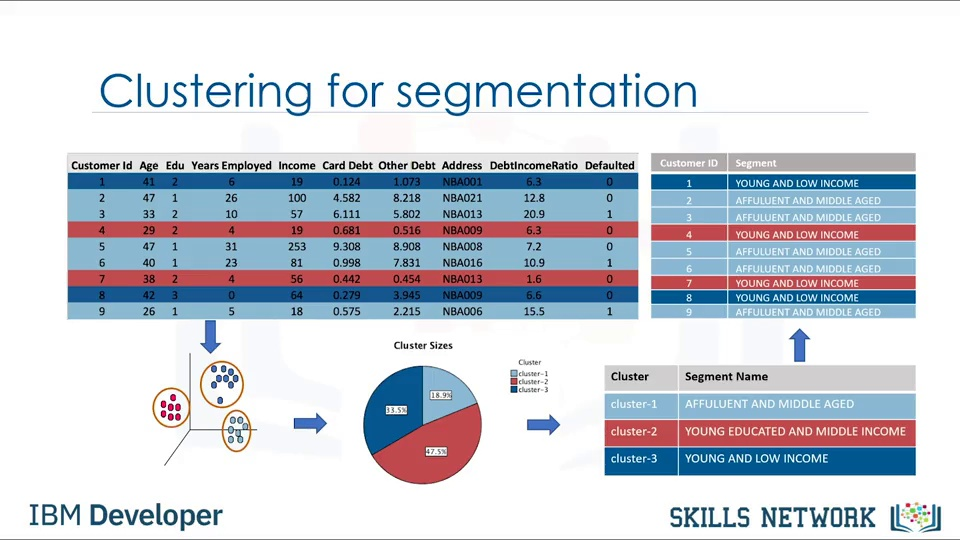 Clustering for segmentation
Customer Id Age Edu Years Employed Income Card Debt Other Debt Address DebtIncomeRatio Defaulted
1 41 2 6 19 0.124 1.073 NBA001 6.3 0
2 47 1 26 100 4.582 8.218 NBA021 12.8 0
3 33 2 10 57 6.111 5.802 NBA013 20.9 1
4 29 2 4 19 0.681 0.516 NBA009 6.3 0
5 47 1 31 253 9.308 8.908 NBA008 7.2 0
6 40 1 23 81 0.998 7.831 NBA016 10.9 1
7 38 2 4 56 0.442 0.454 NBA013 1.6 0
8 42 3 0 64 0.279 3.945 NBA009 6.6 0
9 26 1 5 18 0.575 2.215 NBA006 15.5 1
Customer ID Segment
1 YOUNG AND LOW INCOME
2 AFFULUENT AND MIDDLE AGED
3 AFFULUENT AND MIDDLE AGED
4 YOUNG AND LOW INCOME
5 AFFULUENT AND MIDDLE AGED
6 AFFULUENT AND MIDDLE AGED
7 YOUNG AND LOW INCOME
8 YOUNG AND LOW INCOME
9 AFFULUENT AND MIDDLE AGED
Cluster Sizes
18.9%
33.5%
47.5%
Cluster
cluster-1
cluster-2
cluster-3
Cluster Segment Name
cluster-1 AFFULUENT AND MIDDLE AGED
cluster-2 YOUNG EDUCATED AND MIDDLE INCOME
cluster-3 YOUNG AND LOW INCOME
IBM Developer
SKILLS NETWORK